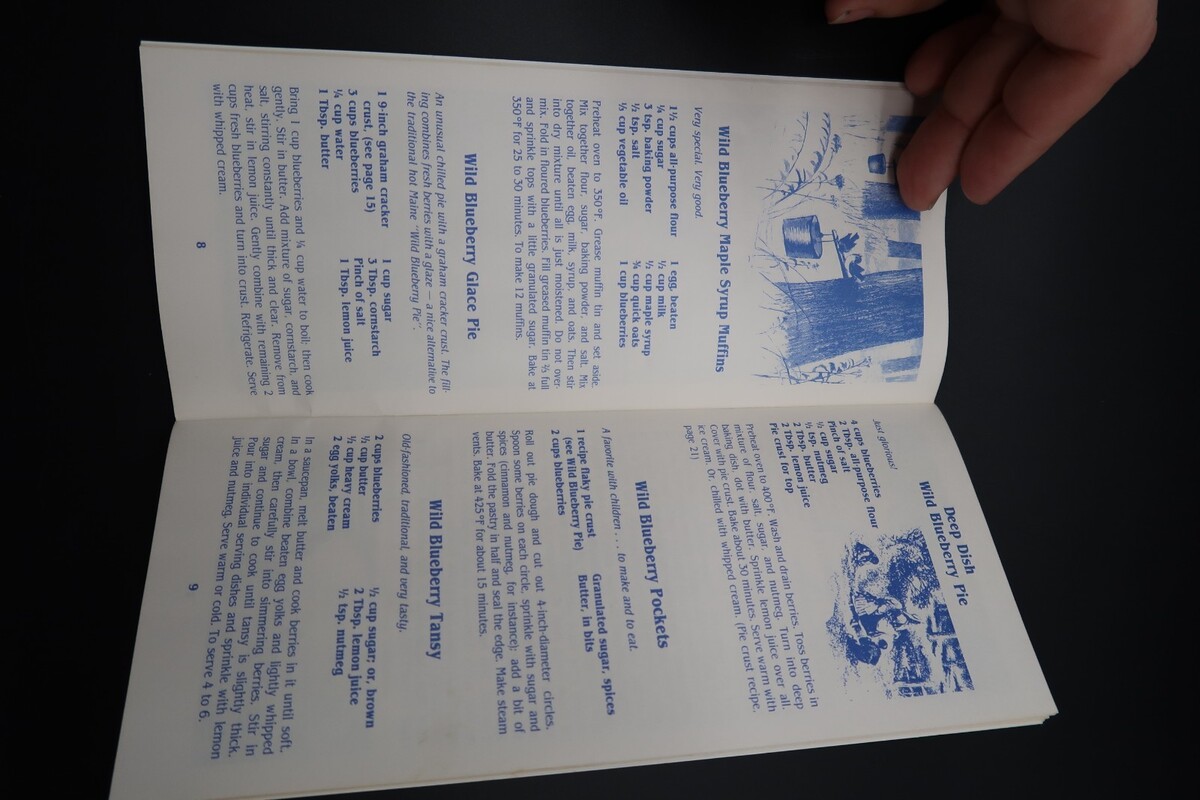 Wild Blueberry Maple Syrup Muffins
Very special. Very good.
1½ cups all-purpose flour
¼ cup sugar
3 tsp. baking powder
½ tsp. salt
⅓ cup vegetable oil
1 egg, beaten
½ cup milk
½ cup maple syrup
¾ cup quick oats
1 cup blueberries
Preheat oven to 350°F. Grease muffin tin and set aside.
Mix together flour, sugar, baking powder, and salt. Mix
together oil, beaten egg, milk, syrup, and oats. Then stir
into dry mixture until all is just moistened. Do not over-
mix. Fold in floured blueberries. Fill greased muffin tin ⅔ full
and sprinkle tops with a little granulated sugar. Bake at
350°F for 25 to 30 minutes. To make 12 muffins.
Wild Blueberry Glace Pie
An unusual chilled pie with a graham cracker crust. The fill-
ing combines fresh berries with a glaze — a nice alternative to
the traditional hot Maine "Wild Blueberry Pie".
1 9-inch graham cracker
crust, (see page 15)
3 cups blueberries
¼ cup water
1 Tbsp. butter
1 cup sugar
3 Tbsp. cornstarch
Pinch of salt
1 Tbsp. lemon juice
Bring 1 cup blueberries and ¼ cup water to boil; then cook
gently. Stir in butter. Add mixture of sugar, cornstarch, and
salt, stirring constantly until thick and clear. Remove from
heat, stir in lemon juice. Gently combine with remaining 2
cups fresh blueberries and turn into crust. Refrigerate. Serve
with whipped cream.
8
Deep Dish
Wild Blueberry Pie
Just glorious!
4 cups blueberries
2 Tbsp. all-purpose flour
Pinch of salt
½ cup sugar
½ tsp. nutmeg
2 Tbsp. butter
2 Tbsp. lemon juice
Pie crust for top
Preheat oven to 400°F. Wash and drain berries. Toss berries in
mixture of flour, salt, sugar, and nutmeg. Turn into deep
baking dish, dot with butter. Sprinkle lemon juice over all.
Cover with pie crust. Bake about 30 minutes. Serve warm with
ice cream. Or, chilled with whipped cream. (Pie crust recipe,
page 21)
Wild Blueberry Pockets
A favorite with children . . . to make and to eat.
1 recipe flaky pie crust
(see Wild Blueberry Pie)
2 cups blueberries
Granulated sugar, spices
Butter, in bits
Roll out pie dough and cut out 4-inch-diameter circles.
Spoon some berries on each circle, sprinkle with sugar and
spices (cinnamon and nutmeg, for instance); add a bit of
butter. Fold the pastry in half and seal the edge. Make steam
vents. Bake at 425°F for about 15 minutes.
Wild Blueberry Tansy
Old-fashioned, traditional, and very tasty.
2 cups blueberries
⅓ cup butter
⅓ cup heavy cream
2 egg yolks, beaten
⅓ cup sugar; or, brown
2 Tbsp. lemon juice
½ tsp. nutmeg
In a saucepan, melt butter and cook berries in it until soft.
In a bowl, combine beaten egg yolks and lightly whipped
cream, then carefully stir into simmering berries. Stir in
sugar and continue to cook until tansy is slightly thick.
Pour into individual serving dishes and sprinkle with lemon
juice and nutmeg. Serve warm or cold. To serve 4 to 6.
9